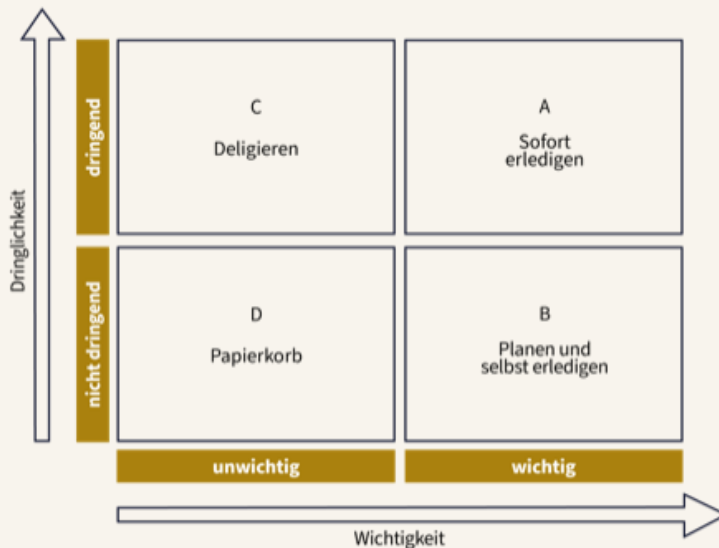 Dringlichkeit
dringend
C
Deligieren
A
Sofort
erledigen
nicht dringend
D
Papierkorb
B
Planen und
selbst erledigen
unwichtig
wichtig
Wichtigkeit